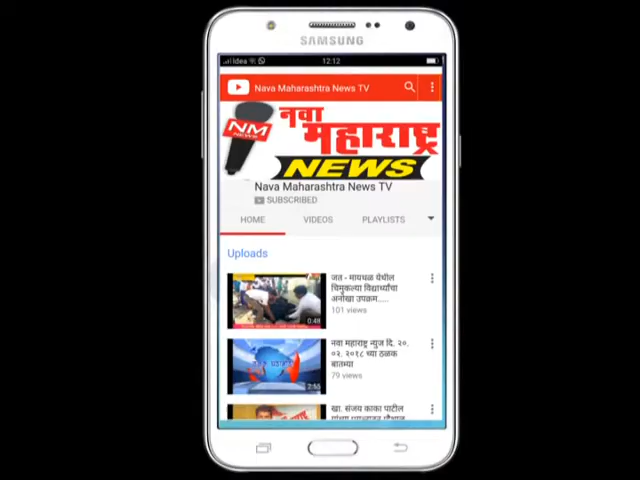 SAMSUNG
Idea
12:12
Nava Maharashtra News TV
नवा
NM
NEWS
महाराष्ट्र
NEWS
Nava Maharashtra News TV
SUBSCRIBED
HOME VIDEOS PLAYLISTS
Uploads
जत - मायथळ येथील
चिमुकल्या विद्यार्थ्यांचा
अनोखा उपक्रम.....
101 views
0:48
नवा महाराष्ट्र न्युज दि. २०.
०३. २०१८ च्या ठळक
बातम्या
79 views
2:55
खा. संजय काका पाटील